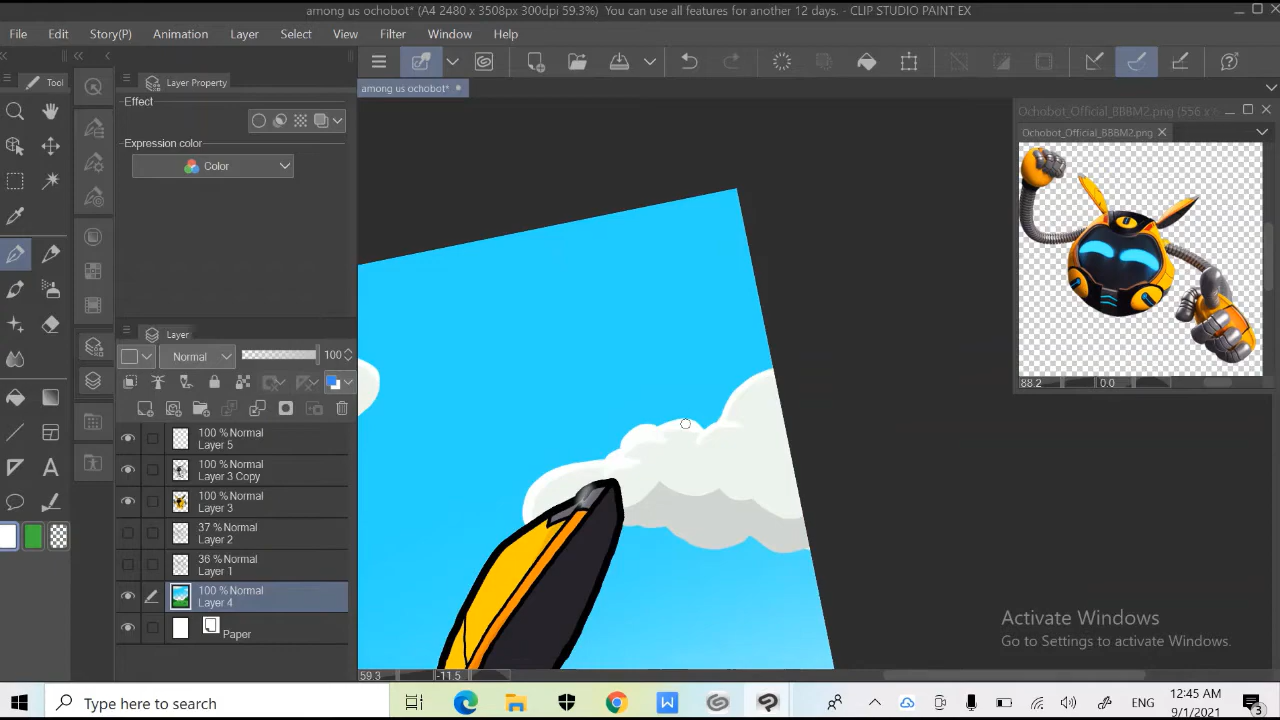 among us ochobot* (A4 2480 x 3508px 300dpi 59.3%) You can use all features for another 12 days. - CLIP STUDIO PAINT EX
File Edit Story(P) Animation Layer Select View Filter Window Help
Tool
Layer Property
among us ochobot*
Effect
Expression color
Color
Ochobot_Official_BBBM2.png (556 x
Ochobot_Official_BBBM2.png
88.2 0.0
Layer
Normal 100
100 %Normal
Layer 5
100 %Normal
Layer 3 Copy
100 %Normal
Layer 3
37 %Normal
Layer 2
36 %Normal
Layer 1
100 %Normal
Layer 4
Paper
59.3 -11.5
Activate Windows
Go to Settings to activate Windows.
Type here to search
ENG
12:45 AM
9/1/2021
3